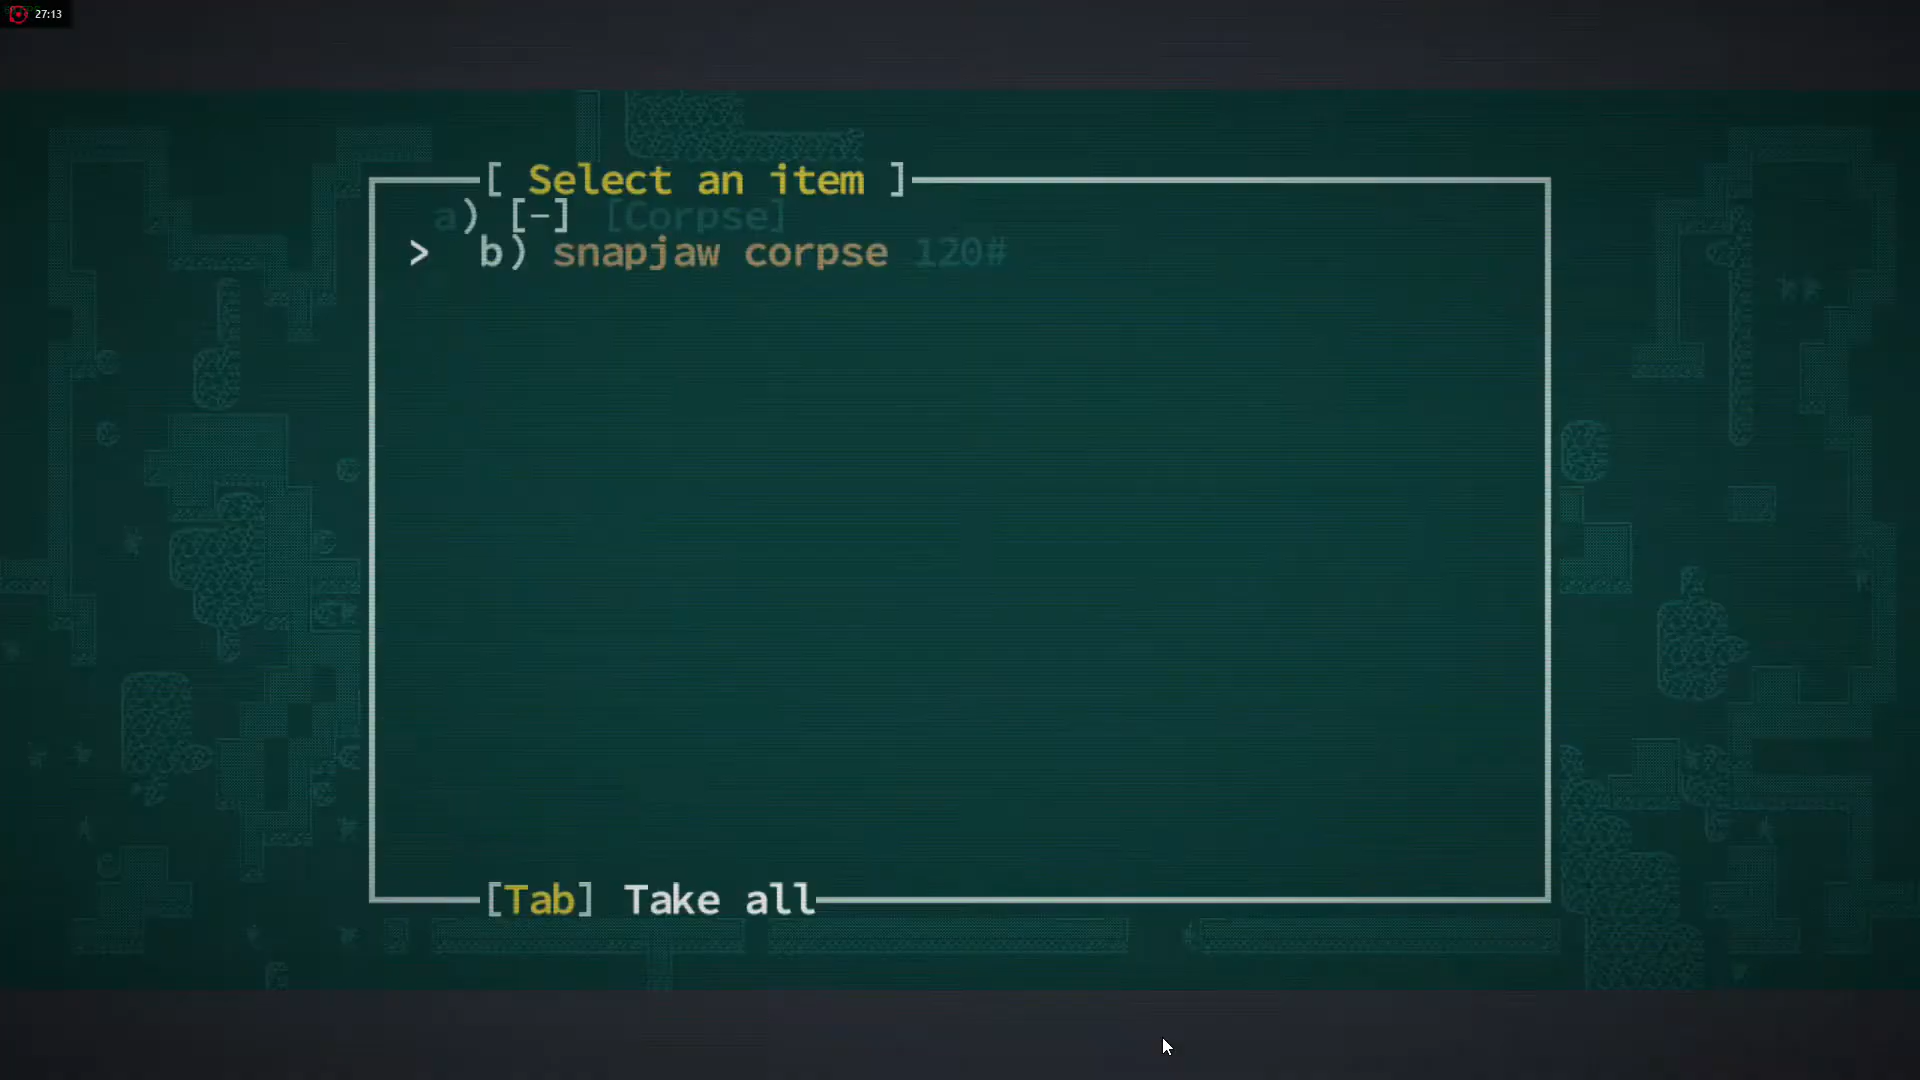 27:13
[ Select an item ]
a) [-] [Corpse]
> b) snapjaw corpse 120#
[Tab] Take all